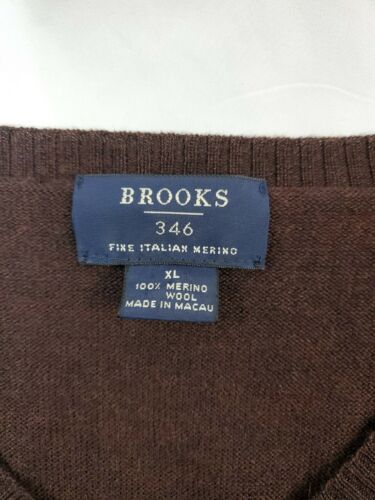 BROOKS
346
FINE ITALIAN MERINO
XL
100% MERINO
WOOL
MADE IN MACAU